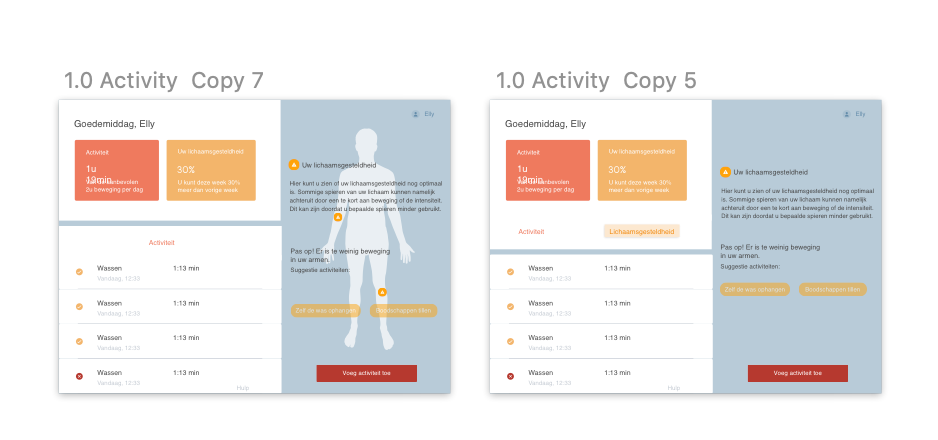 1.0 Activity Copy 7
Goedemiddag, Elly
Activiteit
1u
19min
aanbevolen
2u beweging per dag
Uw lichaamsgesteldheid
30%
U kunt deze week 30%
meer dan vorige week
Activiteit
Wassen 1:13 min
Vandaag, 12:33
Wassen 1:13 min
Vandaag, 12:33
Wassen 1:13 min
Vandaag, 12:33
Wassen 1:13 min
Vandaag, 12:33
Hulp
Elly
Uw lichaamsgesteldheid
Hier kunt u zien of uw lichaamsgesteldheid nog optimaal
is. Sommige spieren van uw lichaam kunnen namelijk
achteruit door een te kort aan beweging of de intensiteit.
Dit kan zijn doordat u bepaalde spieren minder gebruikt.
Pas op! Er is te weinig beweging
in uw armen.
Suggestie activiteiten:
Zelf de was ophangen Boodschappen tillen
Voeg activiteit toe
1.0 Activity Copy 5
Goedemiddag, Elly
Activiteit
1u
19min
aanbevolen
2u beweging per dag
Uw lichaamsgesteldheid
30%
U kunt deze week 30%
meer dan vorige week
Activiteit Lichaamsgesteldheid
Wassen 1:13 min
Vandaag, 12:33
Wassen 1:13 min
Vandaag, 12:33
Wassen 1:13 min
Vandaag, 12:33
Wassen 1:13 min
Vandaag, 12:33
Hulp
Elly
Uw lichaamsgesteldheid
Hier kunt u zien of uw lichaamsgesteldheid nog optimaal
is. Sommige spieren van uw lichaam kunnen namelijk
achteruit door een te kort aan beweging of de intensiteit.
Dit kan zijn doordat u bepaalde spieren minder gebruikt.
Pas op! Er is te weinig beweging
in uw armen.
Suggestie activiteiten:
Zelf de was ophangen Boodschappen tillen
Voeg activiteit toe